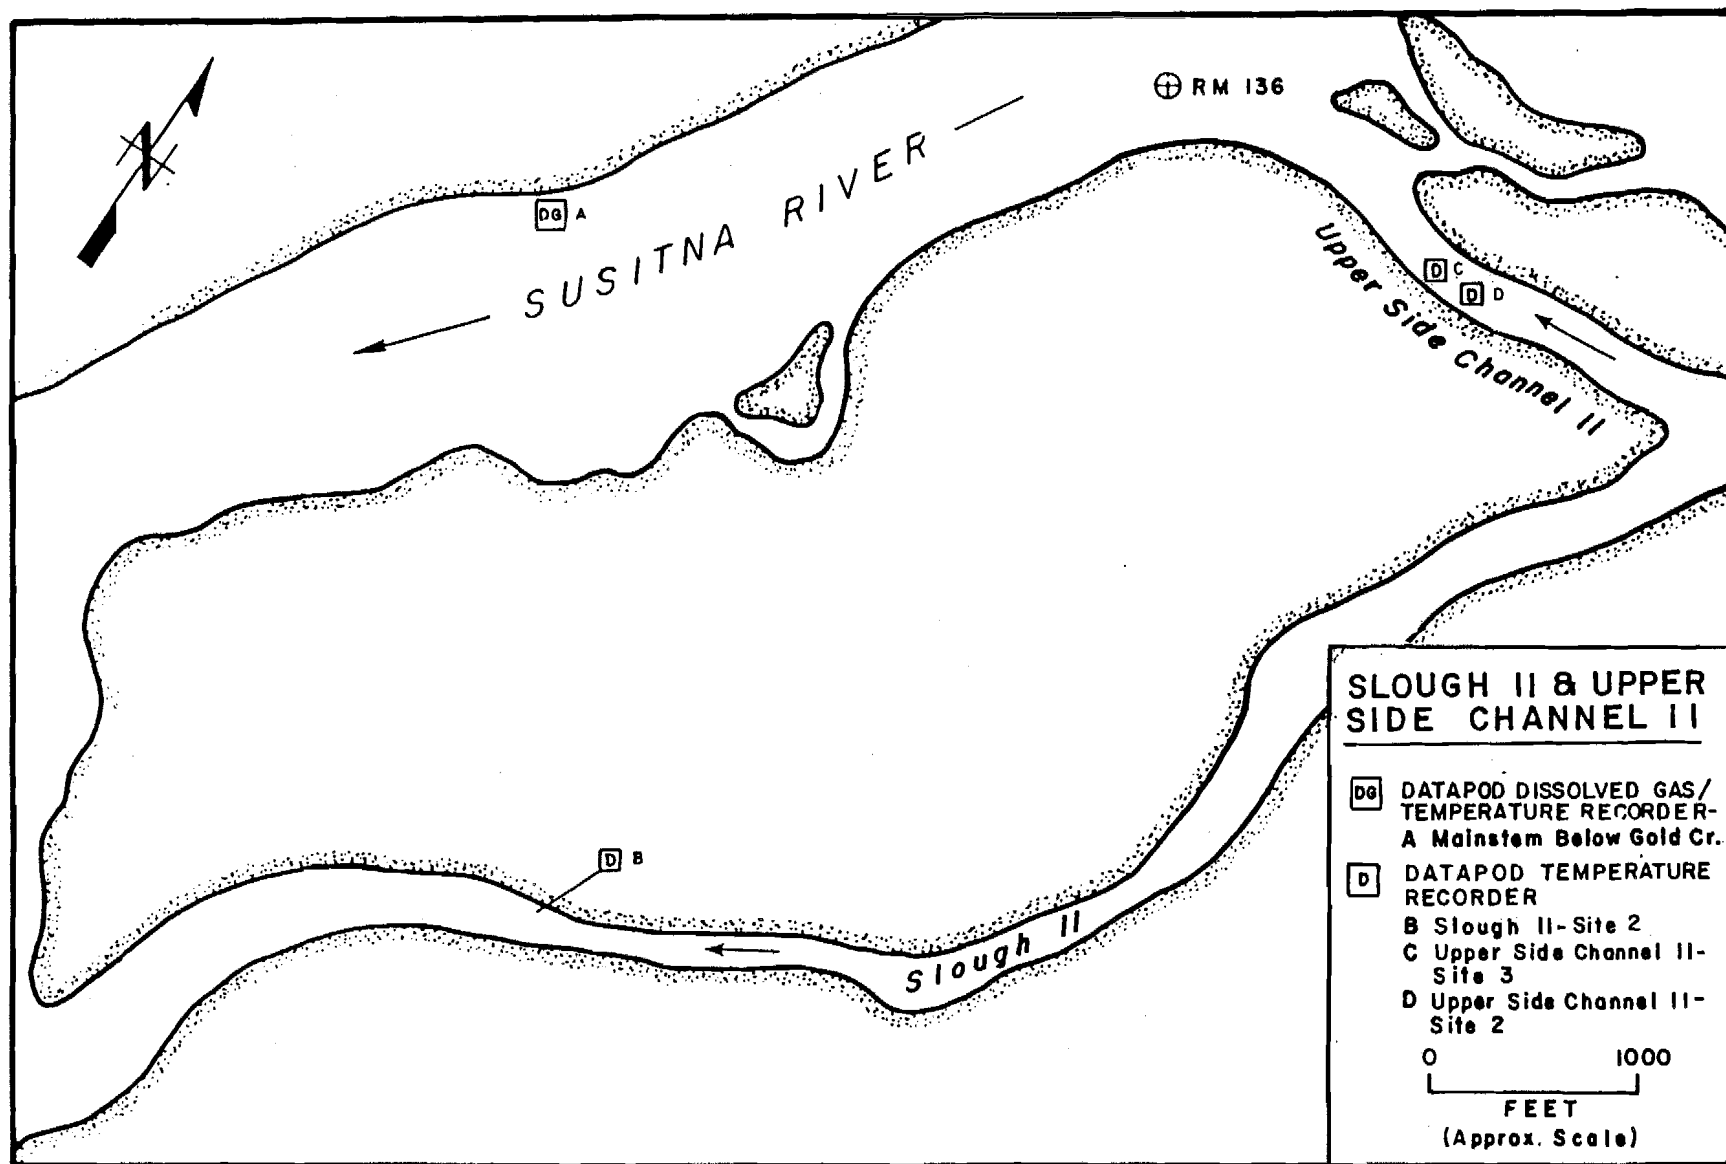 RM 136
N
DG A
SUSITNA RIVER
Upper Side Channel 11
D C
D D
D B
Slough 11
SLOUGH 11 & UPPER
SIDE CHANNEL 11
DG DATAPOD DISSOLVED GAS/
TEMPERATURE RECORDER-
A Mainstem Below Gold Cr.
D DATAPOD TEMPERATURE
RECORDER
B Slough 11-Site 2
C Upper Side Channel 11-
Site 3
D Upper Side Channel 11-
Site 2
0 1000
FEET
(Approx. Scale)